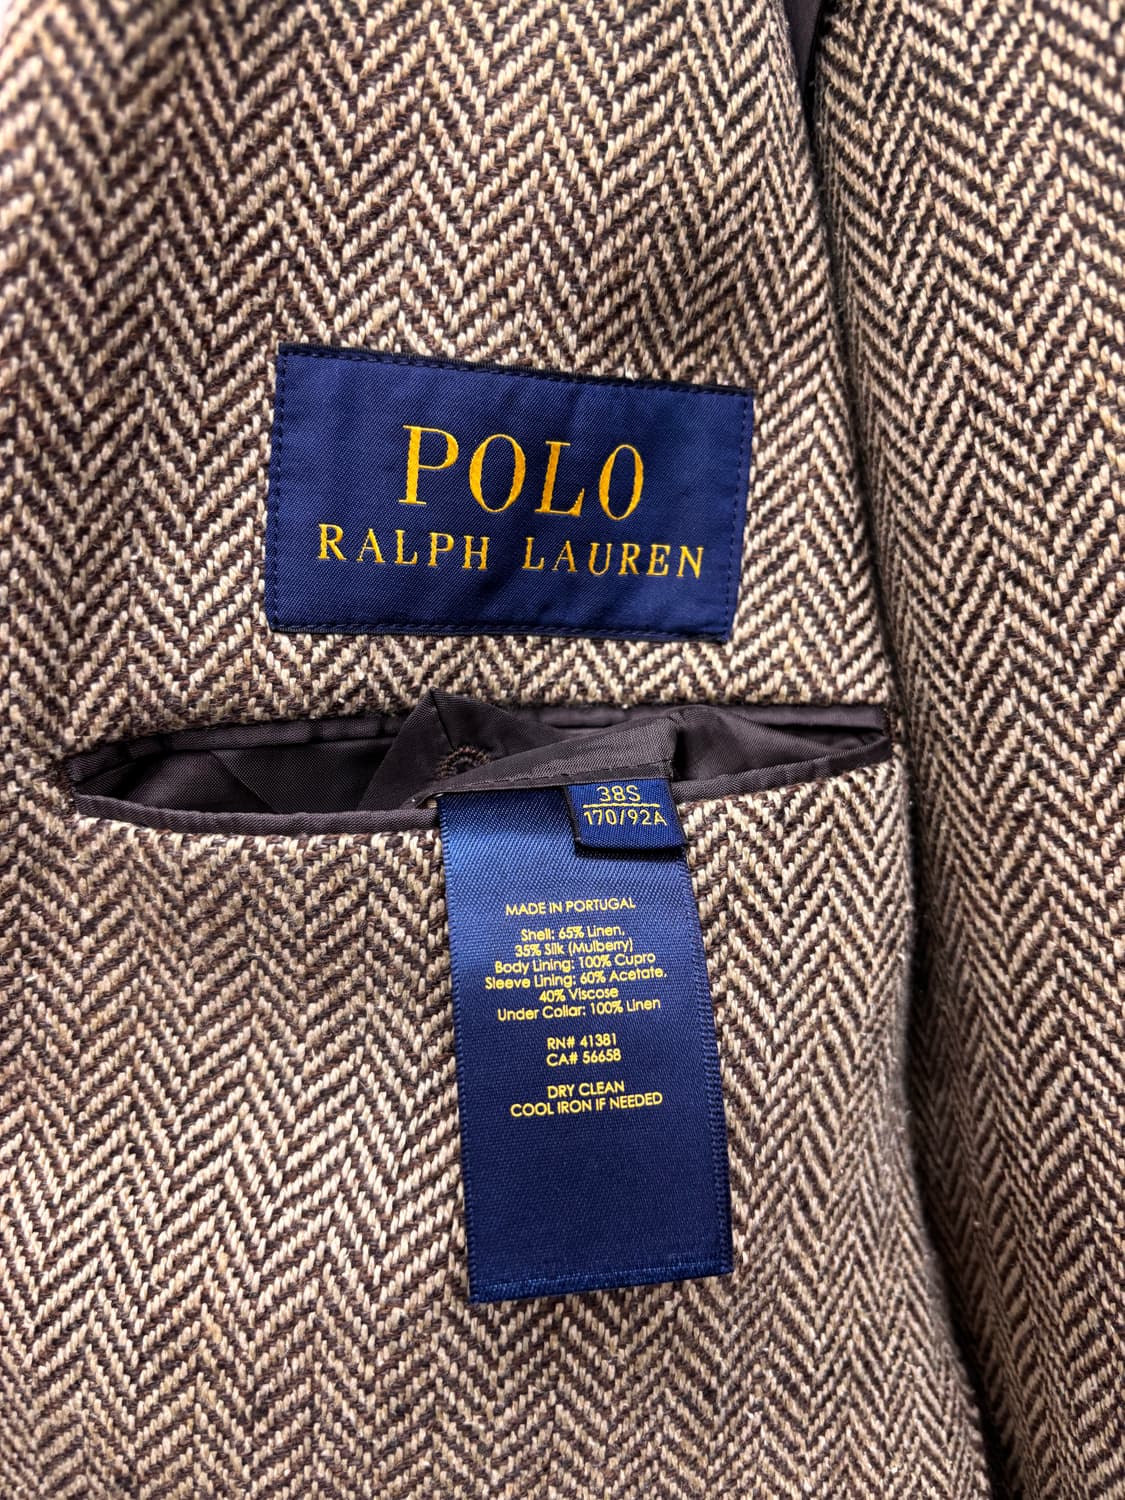 POLO
RALPH LAUREN
38S
170/92A
MADE IN PORTUGAL
Shell: 65% Linen,
35% Silk (Mulberry)
Body Lining: 100% Cupro
Sleeve Lining: 60% Acetate,
40% Viscose
Under Collar: 100% Linen
RN# 41381
CA# 56658
DRY CLEAN
COOL IRON IF NEEDED